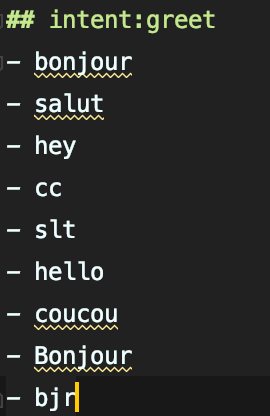 ## intent:greet
- bonjour
- salut
- hey
- cc
- slt
- hello
- coucou
- Bonjour
- bjr